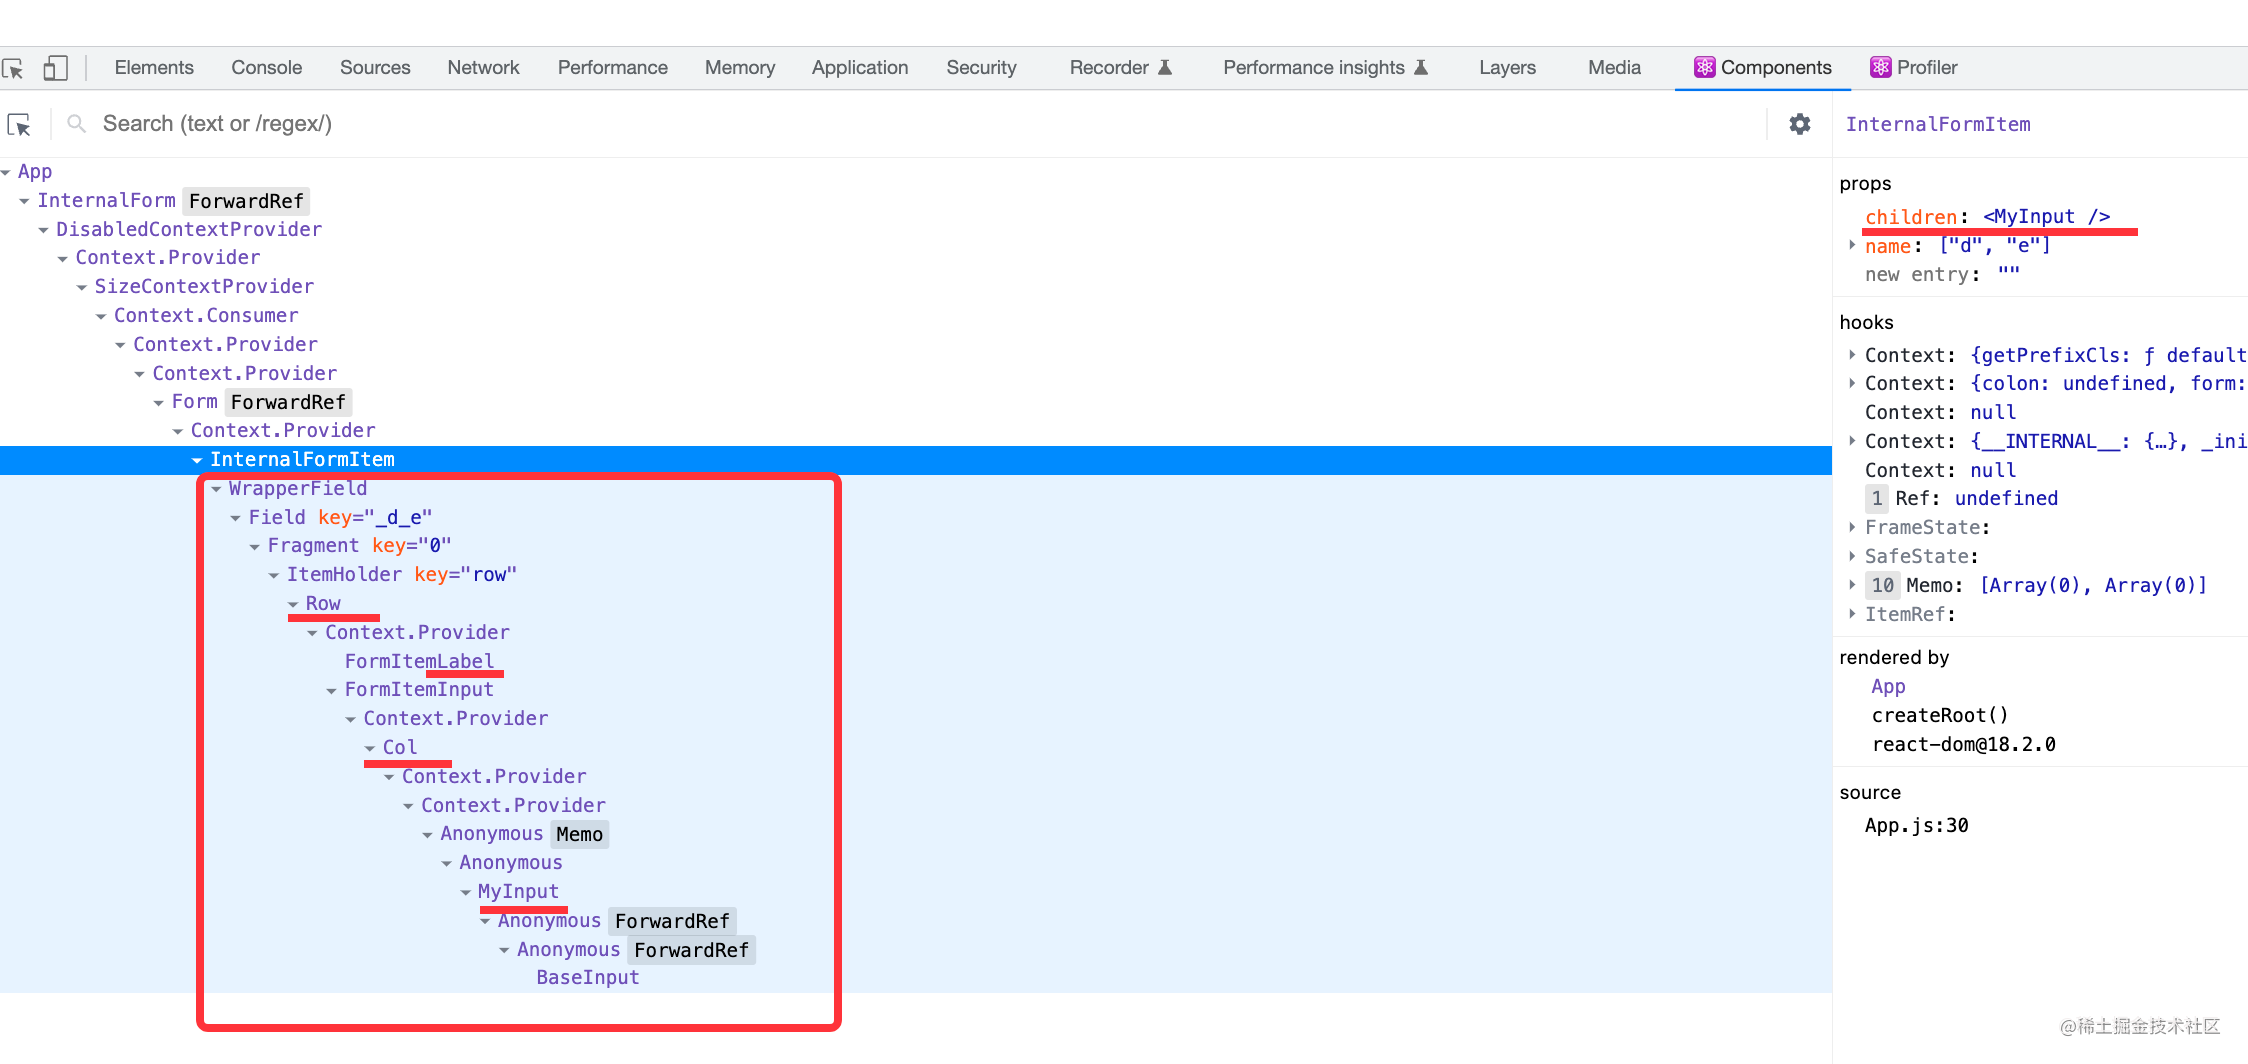 Elements Console Sources Network Performance Memory Application Security Recorder Performance insights Layers Media Components Profiler
Search (text or /regex/)
App
InternalForm ForwardRef
DisabledContextProvider
Context.Provider
SizeContextProvider
Context.Consumer
Context.Provider
Context.Provider
Form ForwardRef
Context.Provider
InternalFormItem
WrapperField
Field key="_d_e"
Fragment key="0"
ItemHolder key="row"
Row
Context.Provider
FormItemLabel
FormItemInput
Context.Provider
Col
Context.Provider
Context.Provider
Anonymous Memo
Anonymous
MyInput
Anonymous ForwardRef
Anonymous ForwardRef
BaseInput
InternalFormItem
props
children: <MyInput />
name: ["d", "e"]
new entry: ""
hooks
Context: {getPrefixCls: ƒ default
Context: {colon: undefined, form:
Context: null
Context: {__INTERNAL__: {…}, _ini
Context: null
1 Ref: undefined
FrameState:
SafeState:
10 Memo: [Array(0), Array(0)]
ItemRef:
rendered by
App
createRoot()
react-dom@18.2.0
source
App.js:30
@稀土掘金技术社区